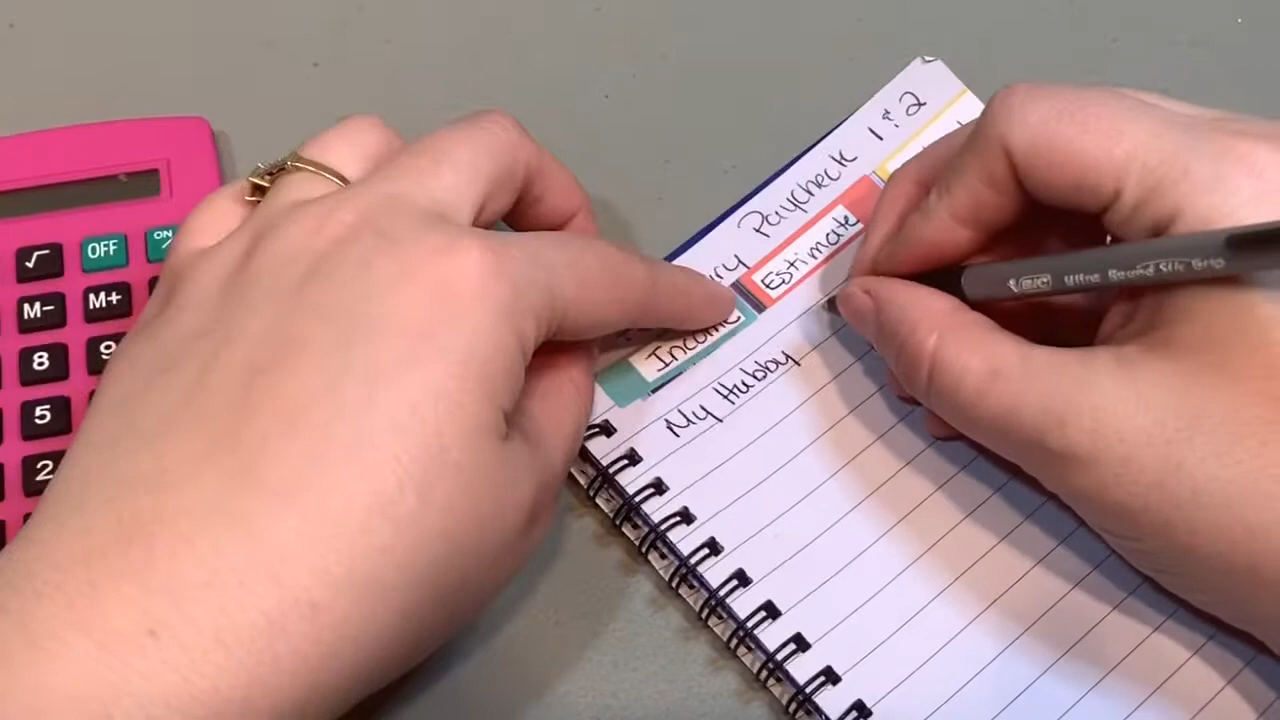 Paycheck 1 & 2
Estimate
Income
My Hubby
BIC Ultra Round Stic Grip
√ OFF ON/
M- M+
8 9
5
2